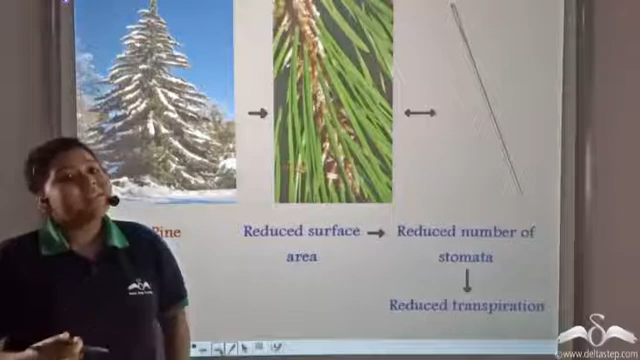 Pine
Reduced surface
area
Reduced number of
stomata
Reduced transpiration
©www.deltastep.com